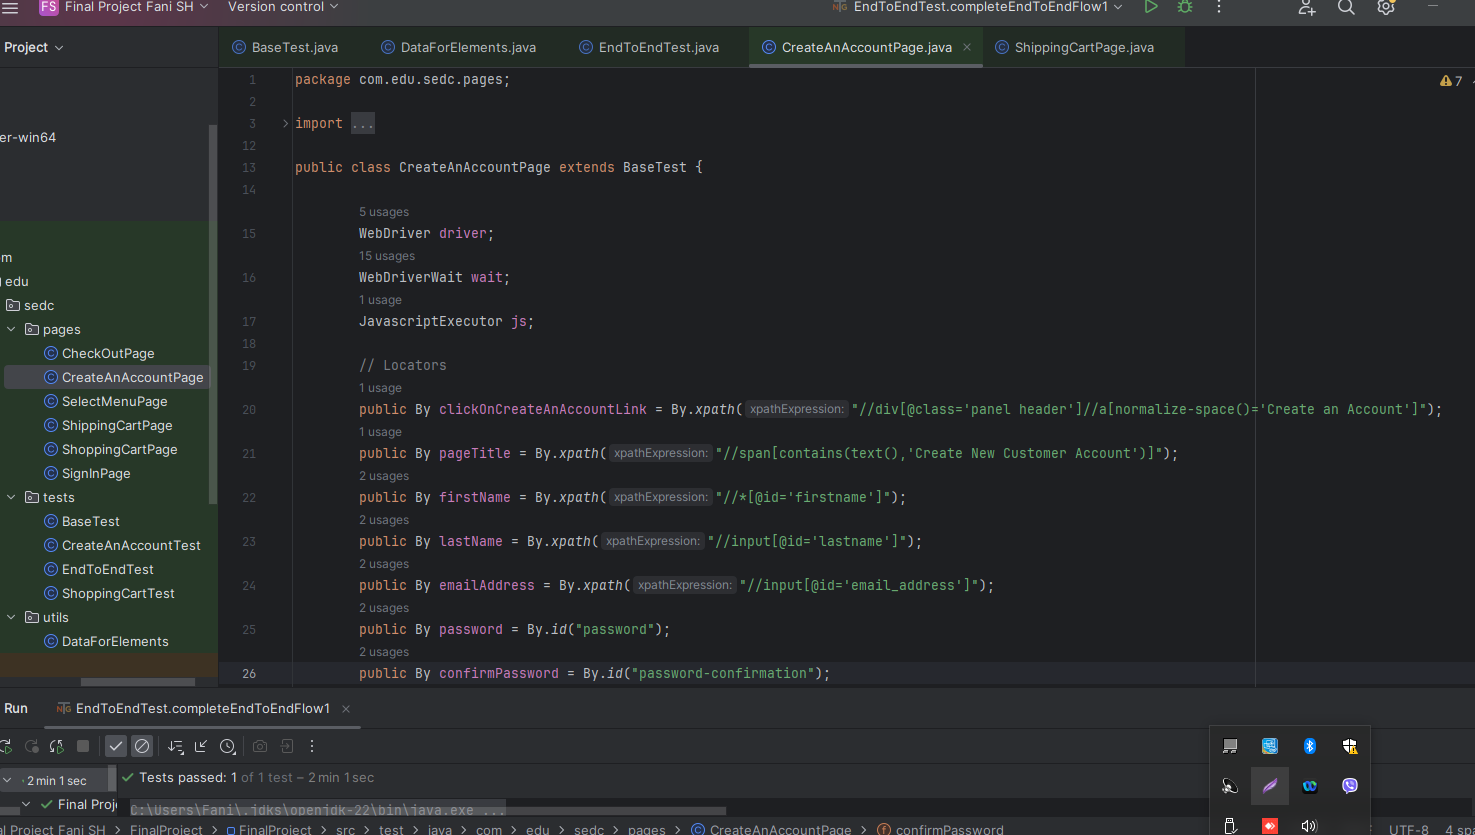 FS Final Project Fani SH Version control EndToEndTest.completeEndToEndFlow1
Project
BaseTest.java DataForElements.java EndToEndTest.java CreateAnAccountPage.java ShippingCartPage.java
er-win64
m
edu
sedc
pages
CheckOutPage
CreateAnAccountPage
SelectMenuPage
ShippingCartPage
ShoppingCartPage
SignInPage
tests
BaseTest
CreateAnAccountTest
EndToEndTest
ShoppingCartTest
utils
DataForElements
7
1 package com.edu.sedc.pages;
2
3 import ...
12
13 public class CreateAnAccountPage extends BaseTest {
14
5 usages
15 WebDriver driver;
15 usages
16 WebDriverWait wait;
1 usage
17 JavascriptExecutor js;
18
19 // Locators
1 usage
20 public By clickOnCreateAnAccountLink = By.xpath( xpathExpression: "//div[@class='panel header']//a[normalize-space()='Create an Account']");
1 usage
21 public By pageTitle = By.xpath( xpathExpression: "//span[contains(text(),'Create New Customer Account')]");
2 usages
22 public By firstName = By.xpath( xpathExpression: "//*[@id='firstname']");
2 usages
23 public By lastName = By.xpath( xpathExpression: "//input[@id='lastname']");
2 usages
24 public By emailAddress = By.xpath( xpathExpression: "//input[@id='email_address']");
2 usages
25 public By password = By.id("password");
2 usages
26 public By confirmPassword = By.id("password-confirmation");
Run EndToEndTest.completeEndToEndFlow1
2 min 1 sec Tests passed: 1 of 1 test – 2 min 1 sec
Final Proj C:\Users\Fani\.jdks\openjdk-22\bin\java.exe ...
al Project Fani SH > FinalProject > FinalProject > src > test > java > com > edu > sedc > pages > CreateAnAccountPage > confirmPassword UTF-8 4 spa